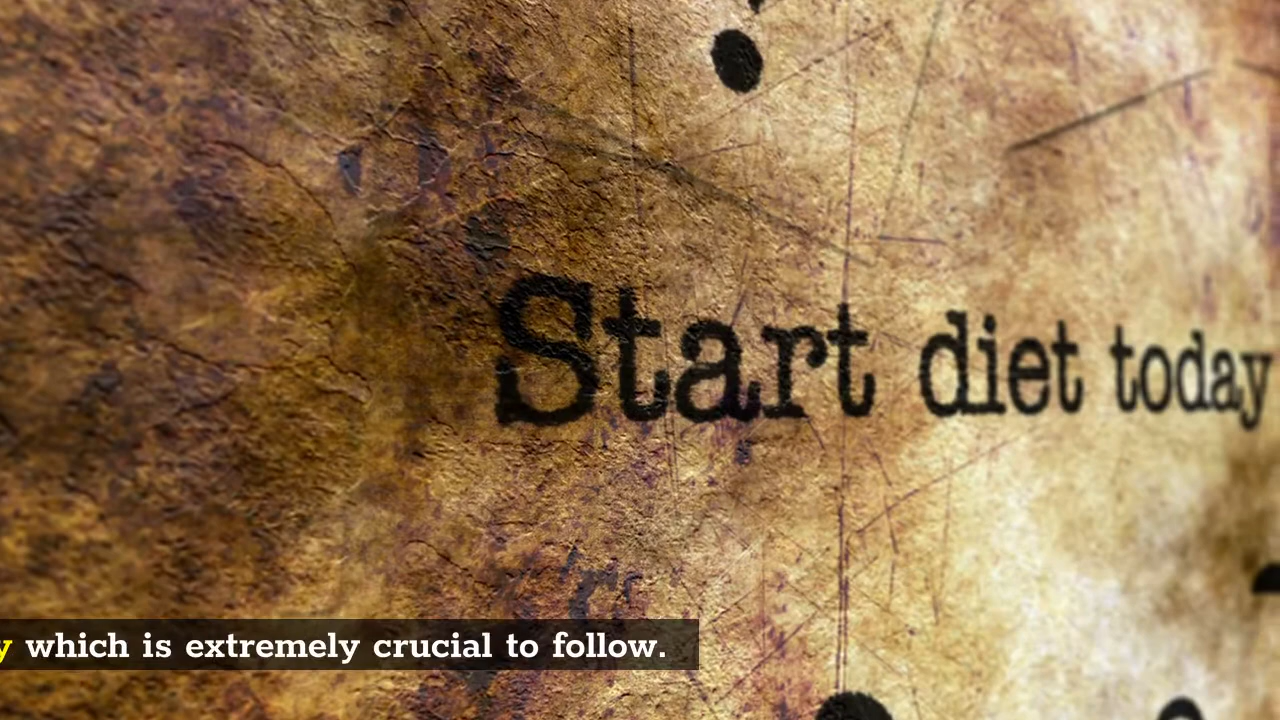 Start diet today
which is extremely crucial to follow.